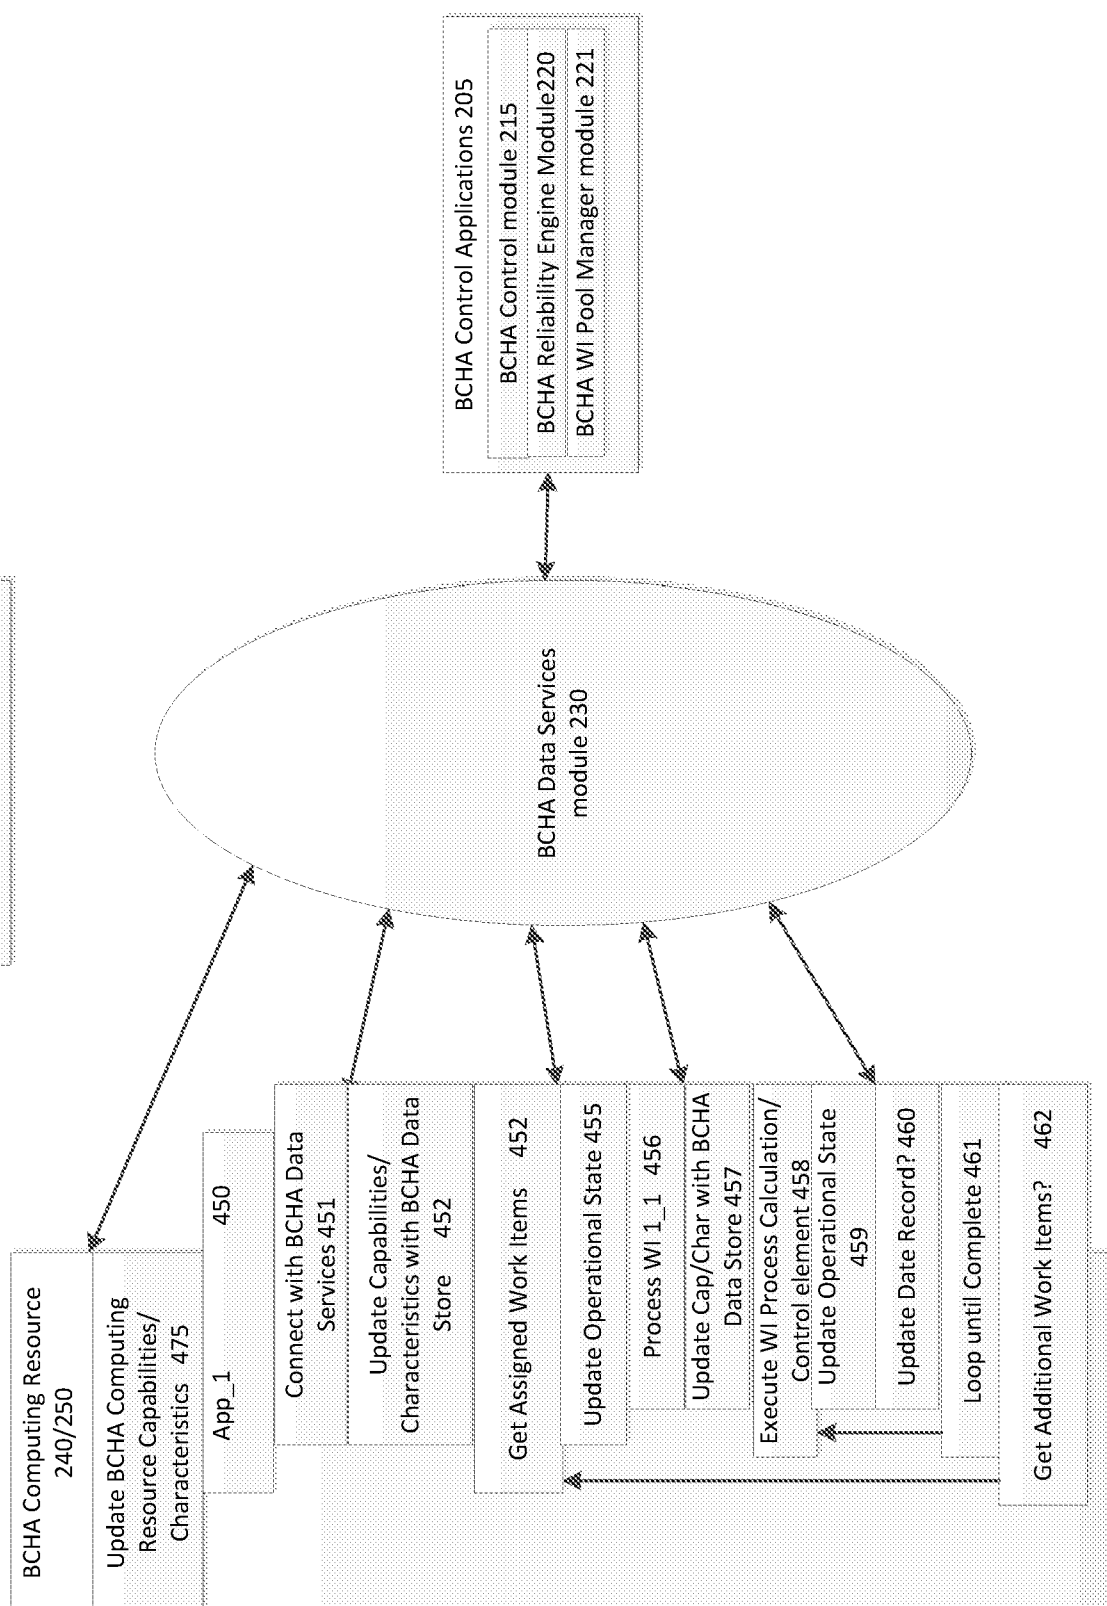 BCHA Computing Resource
240/250
Update BCHA Computing
Resource Capabilities/
Characteristics 475
App_1 450
Connect with BCHA Data
Services 451
Update Capabilities/
Characteristics with BCHA Data
Store 452
Get Assigned Work Items 452
Update Operational State 455
Process WI 1_1 456
Update Cap/Char with BCHA
Data Store 457
Execute WI Process Calculation/
Control element 458
Update Operational State
459
Update Date Record? 460
Loop until Complete 461
Get Additional Work Items? 462
BCHA Data Services
module 230
BCHA Control Applications 205
BCHA Control module 215
BCHA Reliability Engine Module220
BCHA WI Pool Manager module 221